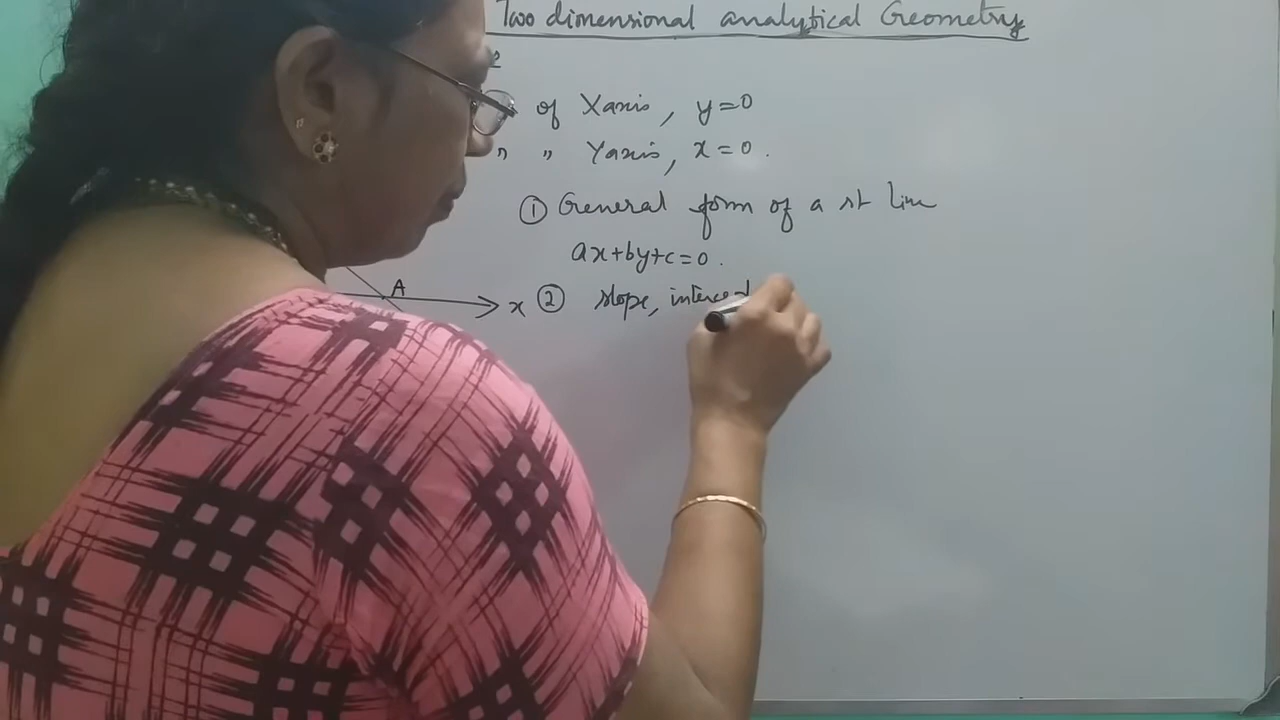 Two dimensional analytical Geometry
of Xaxis, y=0
" " Yaxis, x=0.
① General form of a st line
ax+by+c=0.
A
x ② slope,